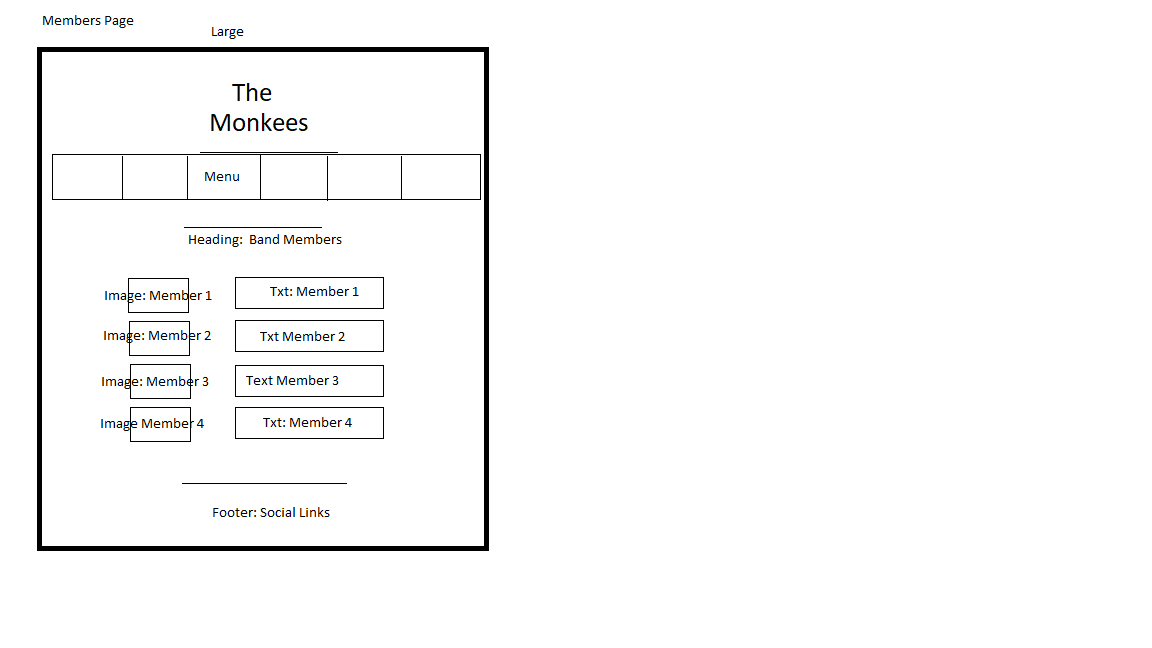 Members Page
Large
The
Monkees
Menu
Heading:  Band Members
Image: Member 1
Txt: Member 1
Image: Member 2
Txt Member 2
Image: Member 3
Text Member 3
Image Member 4
Txt: Member 4
Footer: Social Links